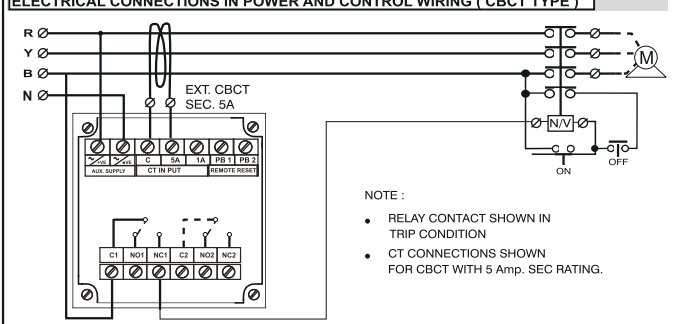 ELECTRICAL CONNECTIONS IN POWER AND CONTROL WIRING ( CBCT TYPE )
R
Y
B
N
M
EXT. CBCT
SEC. 5A
N/V
ON
OFF
+VE -VE C 5A 1A PB 1 PB 2
AUX. SUPPLY CT IN PUT REMOTE RESET
NOTE :
• RELAY CONTACT SHOWN IN
TRIP CONDITION
• CT CONNECTIONS SHOWN
FOR CBCT WITH 5 Amp. SEC RATING.
C1 NO1 NC1 C2 NO2 NC2